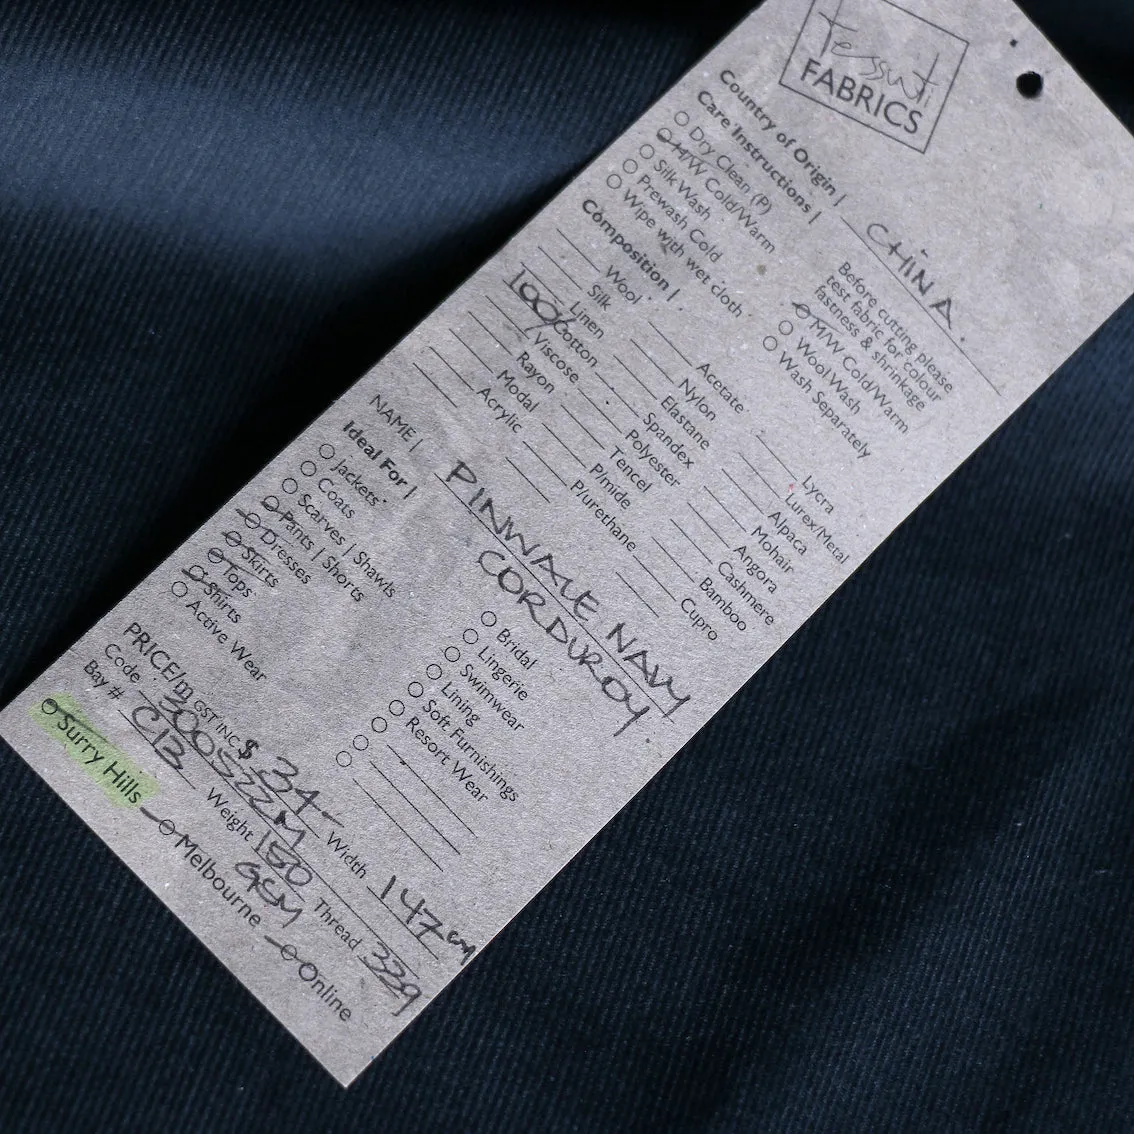 Tessuti
FABRICS
Country of Origin | CHINA
Care Instructions |
Dry Clean (P)
H/W Cold/Warm
Silk Wash
Prewash Cold
Wipe with wet cloth
Before cutting please
test fabric for colour
fastness & shrinkage
M/W Cold/Warm
Wool Wash
Wash Separately
Composition |
Wool
Silk
Linen
100% Cotton
Viscose
Rayon
Modal
Acrylic
Acetate
Nylon
Elastane
Spandex
Polyester
Tencel
P/mide
P/urethane
Lycra
Lurex/Metal
Alpaca
Mohair
Angora
Cashmere
Bamboo
Cupro
NAME | PINWALE NAVY
CORDUROY
Ideal For |
Jackets
Coats
Scarves | Shawls
Pants | Shorts
Dresses
Skirts
Tops
Shirts
Active Wear
Bridal
Lingerie
Swimwear
Lining
Soft Furnishings
Resort Wear
PRICE/m GST INC $ 34- Width 147cm
Code 300522M Weight 150 GSM Thread 339
Bay # C13
Surry Hills
Melbourne
Online